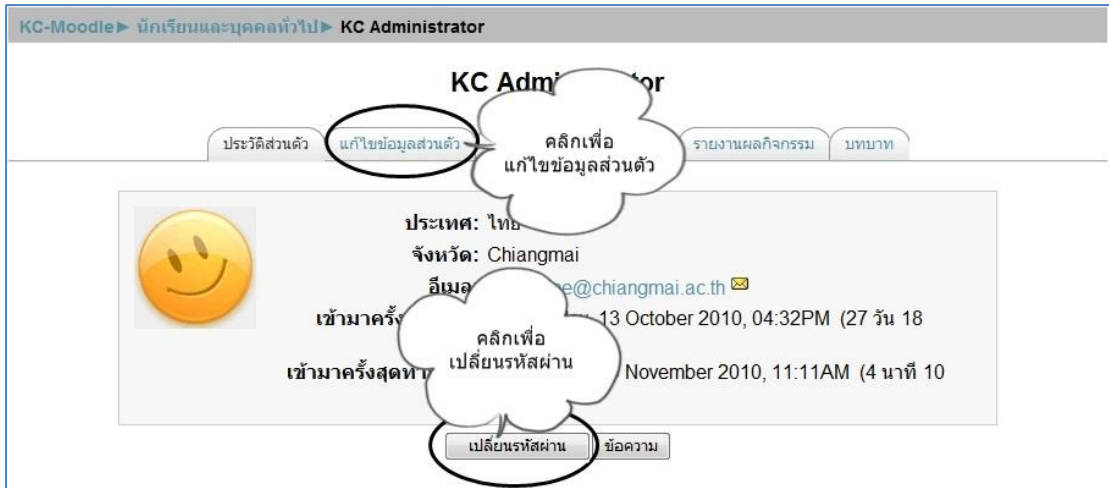 KC-Moodle► นักเรียนและบุคคลทั่วไป► KC Administrator
KC Adm or
ประวัติส่วนตัว แก้ไขข้อมูลส่วนตัว รายงานผลกิจกรรม บทบาท
คลิกเพื่อ
แก้ไขข้อมูลส่วนตัว
ประเทศ: ไทย
จังหวัด: Chiangmai
อีเมล e@chiangmai.ac.th
เข้ามาครั้ง 13 October 2010, 04:32PM (27 วัน 18
เข้ามาครั้งสุดท้า November 2010, 11:11AM (4 นาที 10
คลิกเพื่อ
เปลี่ยนรหัสผ่าน
เปลี่ยนรหัสผ่าน ข้อความ